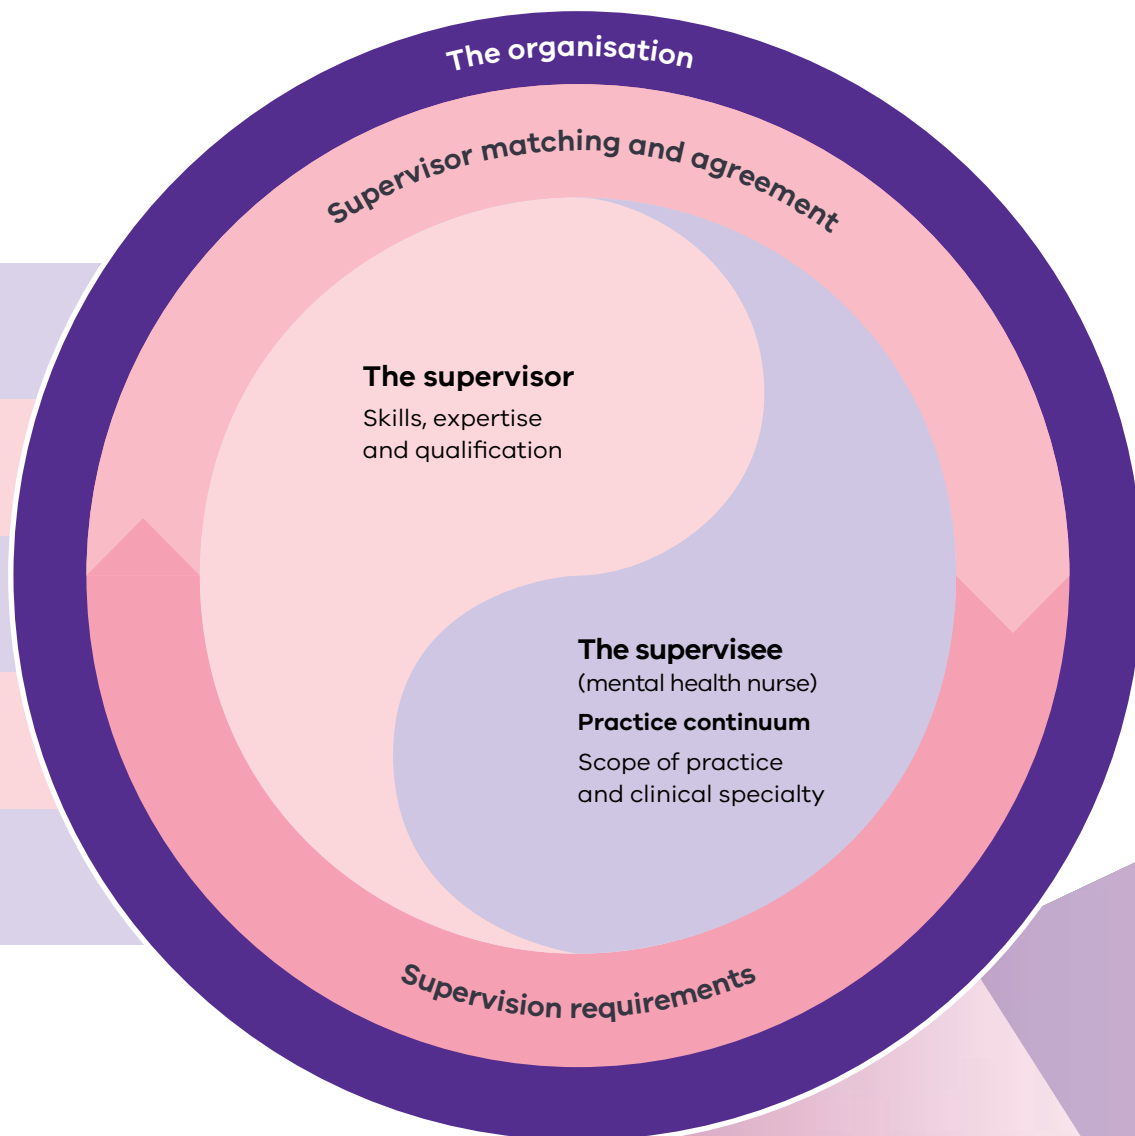 The organisation
Supervisor matching and agreement
The supervisor
Skills, expertise
and qualification
The supervisee
(mental health nurse)
Practice continuum
Scope of practice
and clinical specialty
Supervision requirements